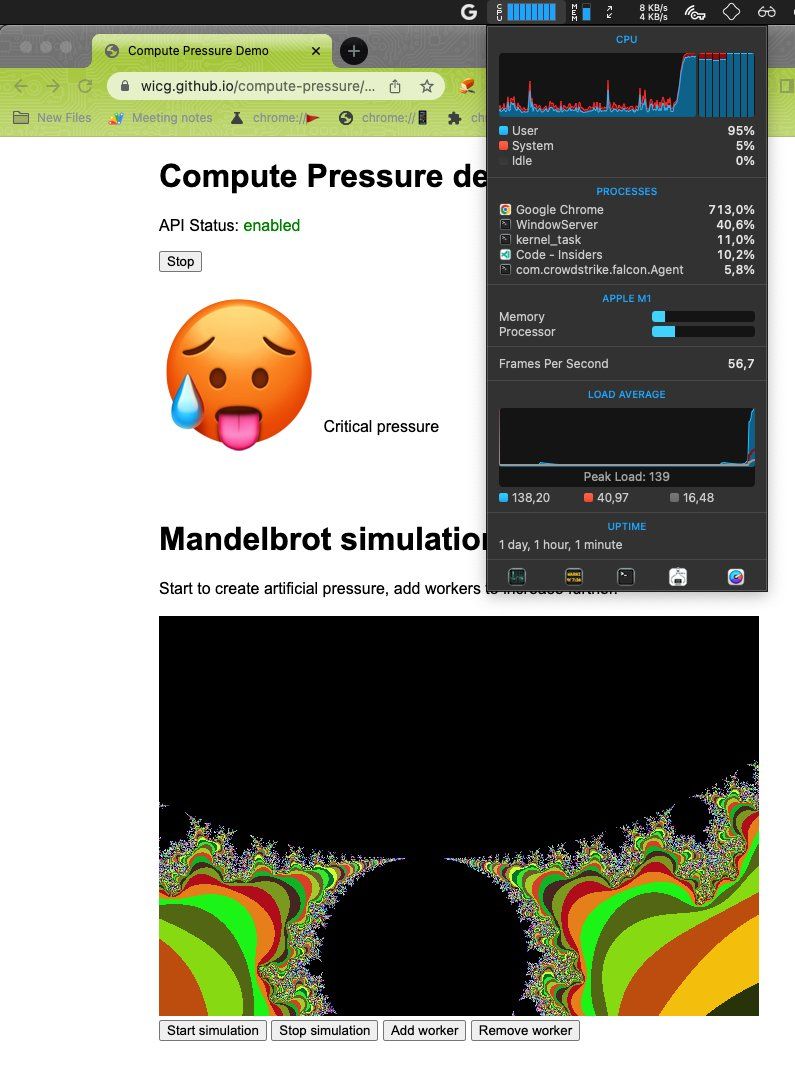 CPU
MEM
8 KB/s
4 KB/s
Compute Pressure Demo
wicg.github.io/compute-pressure/...
New Files
Meeting notes
chrome://
chrome://
ch
Compute Pressure de
API Status: enabled
Stop
Critical pressure
Mandelbrot simulation
Start to create artificial pressure, add workers to increase further.
Start simulation
Stop simulation
Add worker
Remove worker
CPU
User 95%
System 5%
Idle 0%
PROCESSES
Google Chrome 713,0%
WindowServer 40,6%
kernel_task 11,0%
Code - Insiders 10,2%
com.crowdstrike.falcon.Agent 5,8%
APPLE M1
Memory
Processor
Frames Per Second 56,7
LOAD AVERAGE
Peak Load: 139
138,20 40,97 16,48
UPTIME
1 day, 1 hour, 1 minute